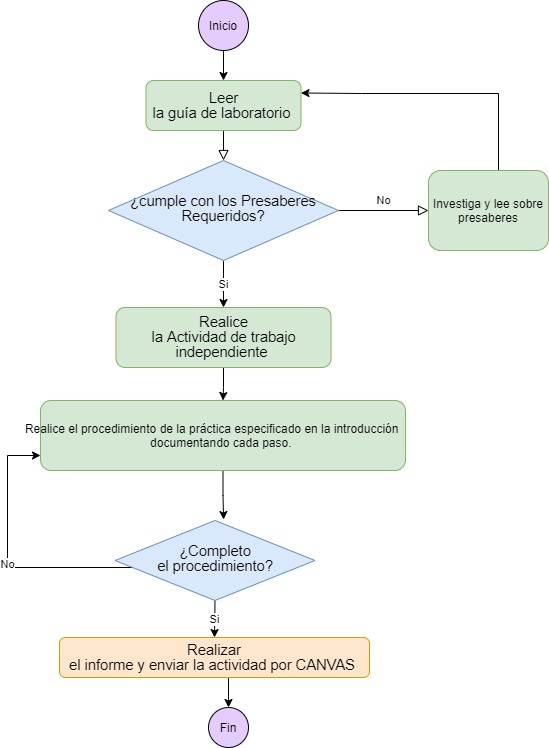 Inicio
Leer
la guía de laboratorio
¿cumple con los Presaberes
Requeridos?
No
Investiga y lee sobre
presaberes
Si
Realice
la Actividad de trabajo
independiente
Realice el procedimiento de la práctica especificado en la introducción
documentando cada paso.
¿Completo
el procedimiento?
No
Si
Realizar
el informe y enviar la actividad por CANVAS
Fin